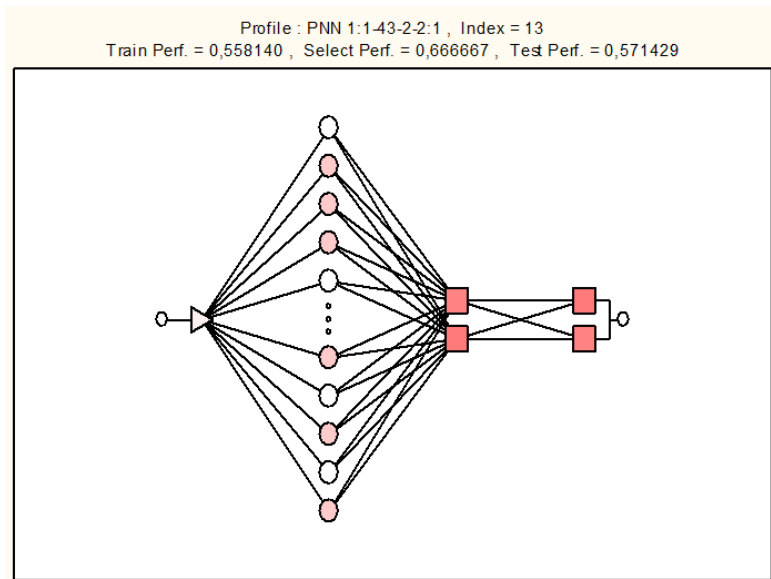 Profile : PNN 1:1-43-2-2:1 , Index = 13
Train Perf. = 0,558140 , Select Perf. = 0,666667 , Test Perf. = 0,571429